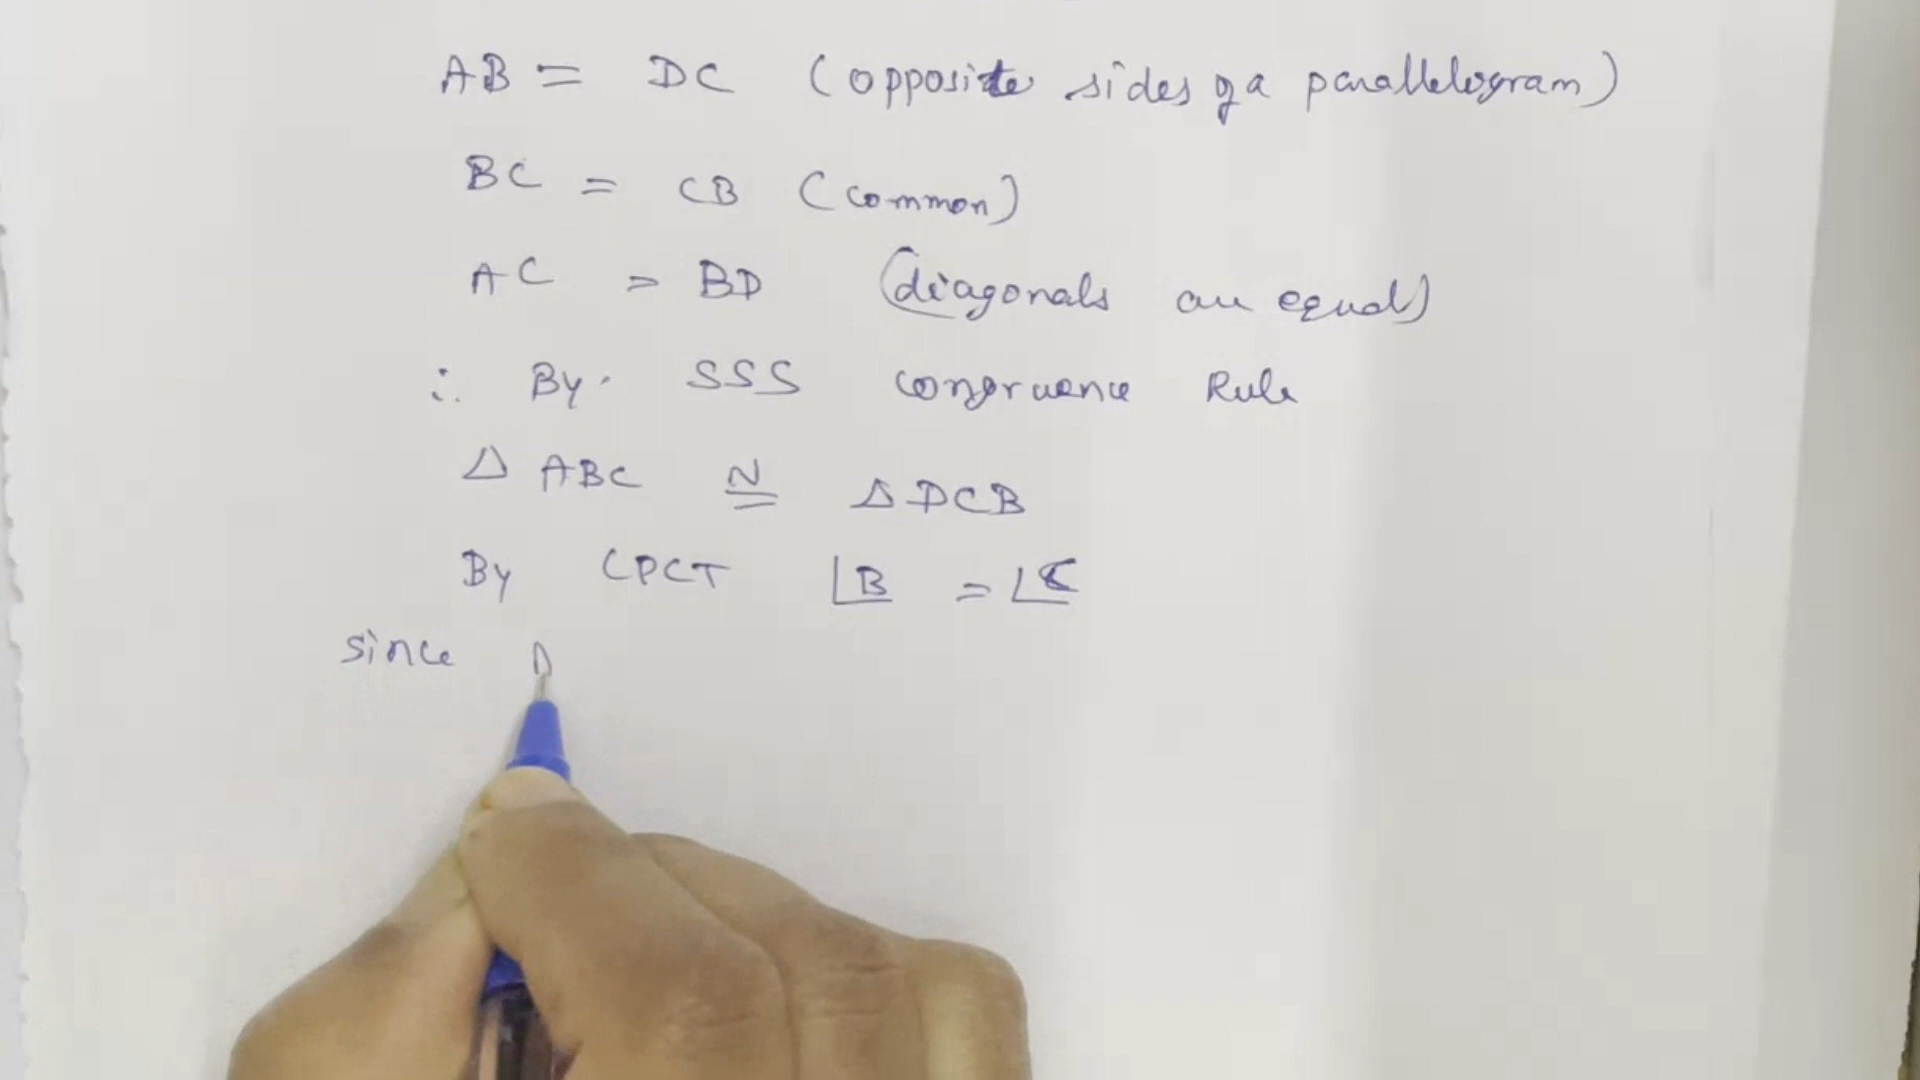 AB = DC (opposite sides of a parallelogram)
BC = CB (common)
AC = BD (diagonals are equal)
∴ By SSS congruence Rule
Δ ABC ≅ Δ DCB
By CPCT ∠B = ∠C
since